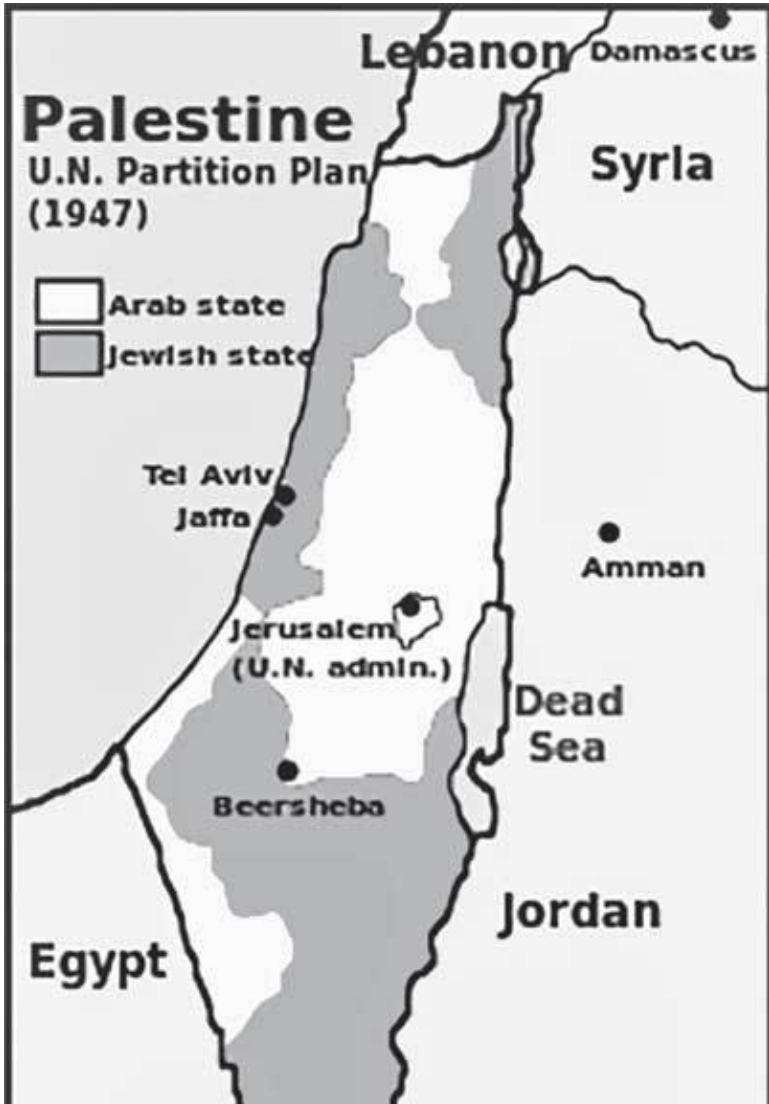 Lebanon
Damascus
Palestine
U.N. Partition Plan
(1947)
Syria
Arab state
Jewish state
Tel Aviv
Jaffa
Amman
Jerusalem
(U.N. admin.)
Dead
Sea
Beersheba
Jordan
Egypt